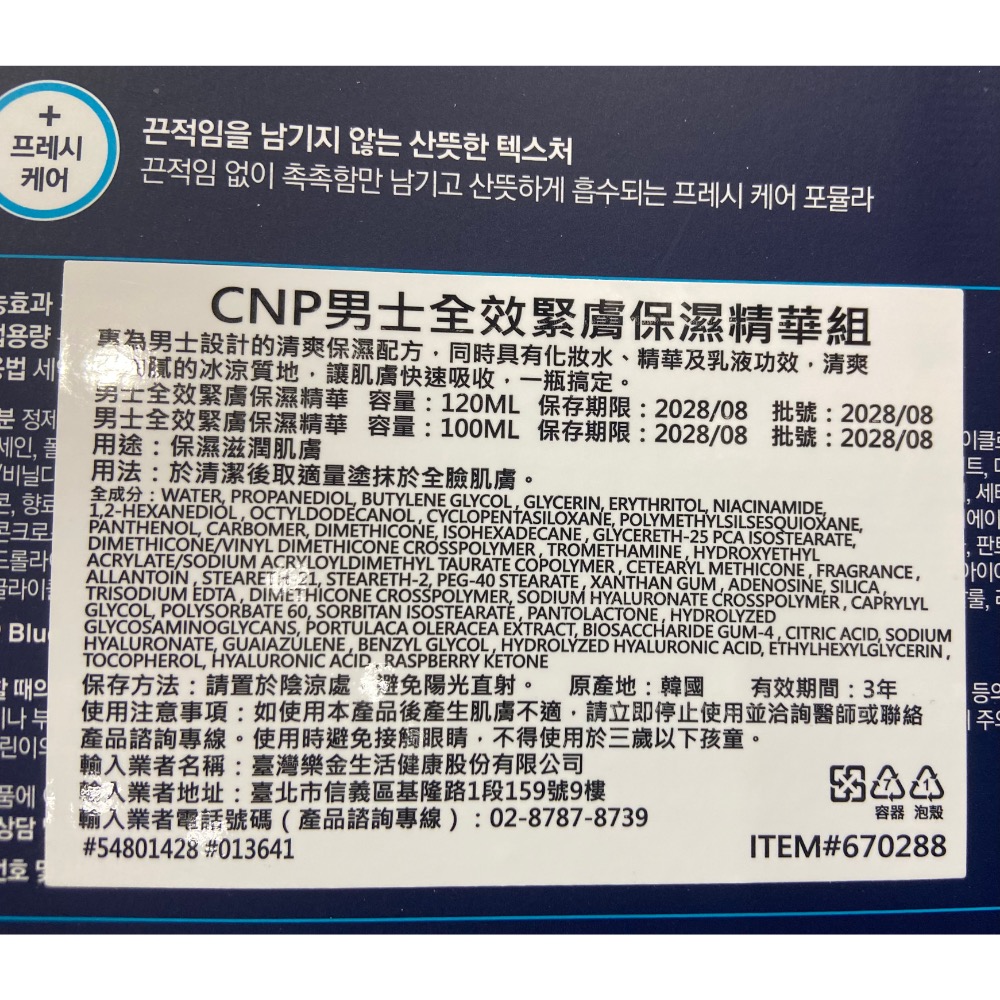 +
프레시
케어
끈적임을 남기지 않는 산뜻한 텍스처
끈적임 없이 촉촉함만 남기고 산뜻하게 흡수되는 프레시 케어 포뮬라
CNP男士全效緊膚保濕精華組
專為男士設計的清爽保濕配方，同時具有化妝水、精華及乳液功效，清爽
膩的冰涼質地，讓肌膚快速吸收，一瓶搞定。
男士全效緊膚保濕精華 容量：120ML 保存期限：2028/08 批號：2028/08
男士全效緊膚保濕精華 容量：100ML 保存期限：2028/08 批號：2028/08
用途：保濕滋潤肌膚
用法：於清潔後取適量塗抹於全臉肌膚。
全成分：WATER, PROPANEDIOL, BUTYLENE GLYCOL , GLYCERIN, ERYTHRITOL, NIACINAMIDE,
1,2-HEXANEDIOL , OCTYLDODECANOL , CYCLOPENTASILOXANE, POLYMETHYLSILSESQUIOXANE,
PANTHENOL, CARBOMER, DIMETHICONE, ISOHEXADECANE , GLYCERETH-25 PCA ISOSTEARATE,
DIMETHICONE/VINYL DIMETHICONE CROSSPOLYMER , TROMETHAMINE , HYDROXYETHYL
ACRYLATE/SODIUM ACRYLOYLDIMETHYL TAURATE COPOLYMER , CETEARYL METHICONE , FRAGRANCE ,
ALLANTOIN , STEARETH-21, STEARETH-2, PEG-40 STEARATE , XANTHAN GUM , ADENOSINE, SILICA ,
TRISODIUM EDTA , DIMETHICONE CROSSPOLYMER, SODIUM HYALURONATE CROSSPOLYMER , CAPRYLYL
GLYCOL, POLYSORBATE 60, SORBITAN ISOSTEARATE , PANTOLACTONE , HYDROLYZED
GLYCOSAMINOGLYCANS, PORTULACA OLERACEA EXTRACT, BIOSACCHARIDE GUM-4 , CITRIC ACID, SODIUM
HYALURONATE, GUAIAZULENE , BENZYL GLYCOL , HYDROLYZED HYALURONIC ACID, ETHYLHEXYLGLYCERIN ,
TOCOPHEROL, HYALURONIC ACID , RASPBERRY KETONE
保存方法：請置於陰涼處 避免陽光直射。 原產地：韓國 有效期間：3年
使用注意事項：如使用本產品後產生肌膚不適，請立即停止使用並洽詢醫師或聯絡
產品諮詢專線。使用時避免接觸眼睛，不得使用於三歲以下孩童。
輸入業者名稱：臺灣樂金生活健康股份有限公司
輸入業者地址：臺北市信義區基隆路1段159號9樓
輸入業者電話號碼（產品諮詢專線）：02-8787-8739
容器 泡殼
#54801428 #013641
ITEM#670288